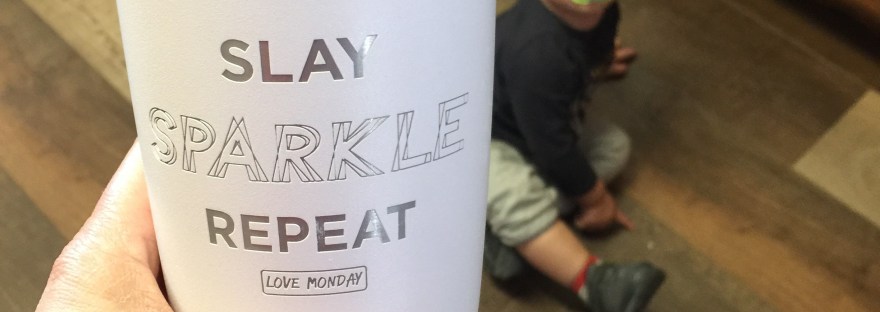 SLAY
SPARKLE
REPEAT
LOVE MONDAY